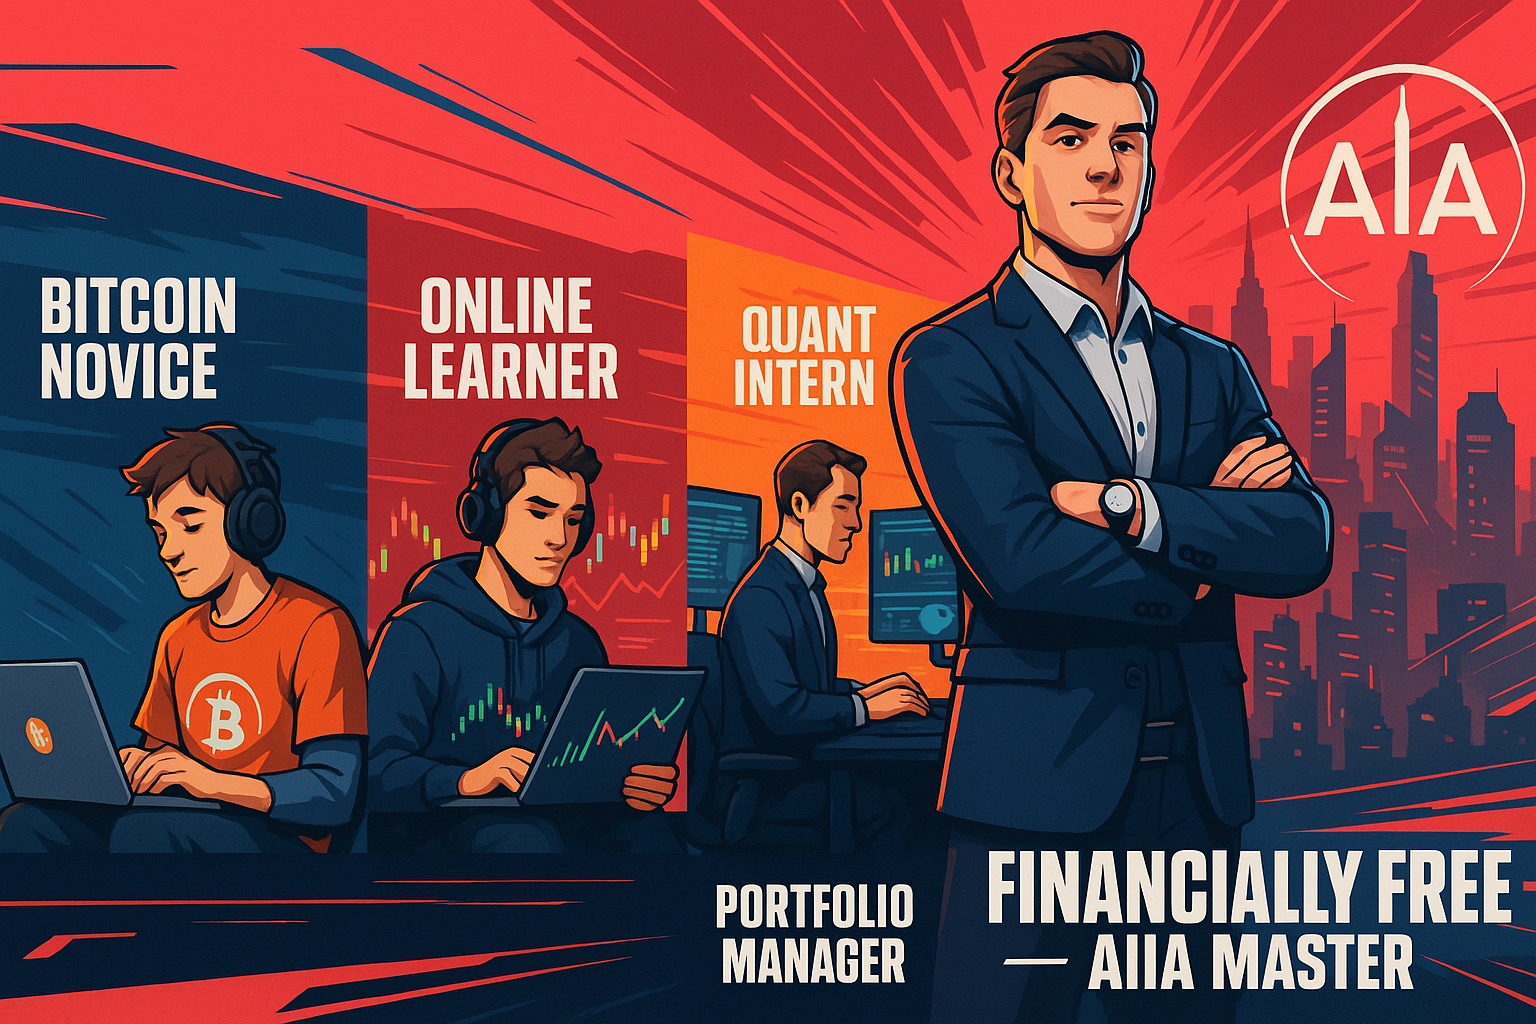 BITCOIN
NOVICE
ONLINE
LEARNER
QUANT
INTERN
AIA
PORTFOLIO
MANAGER
FINANCIALLY FREE
— AIIA MASTER